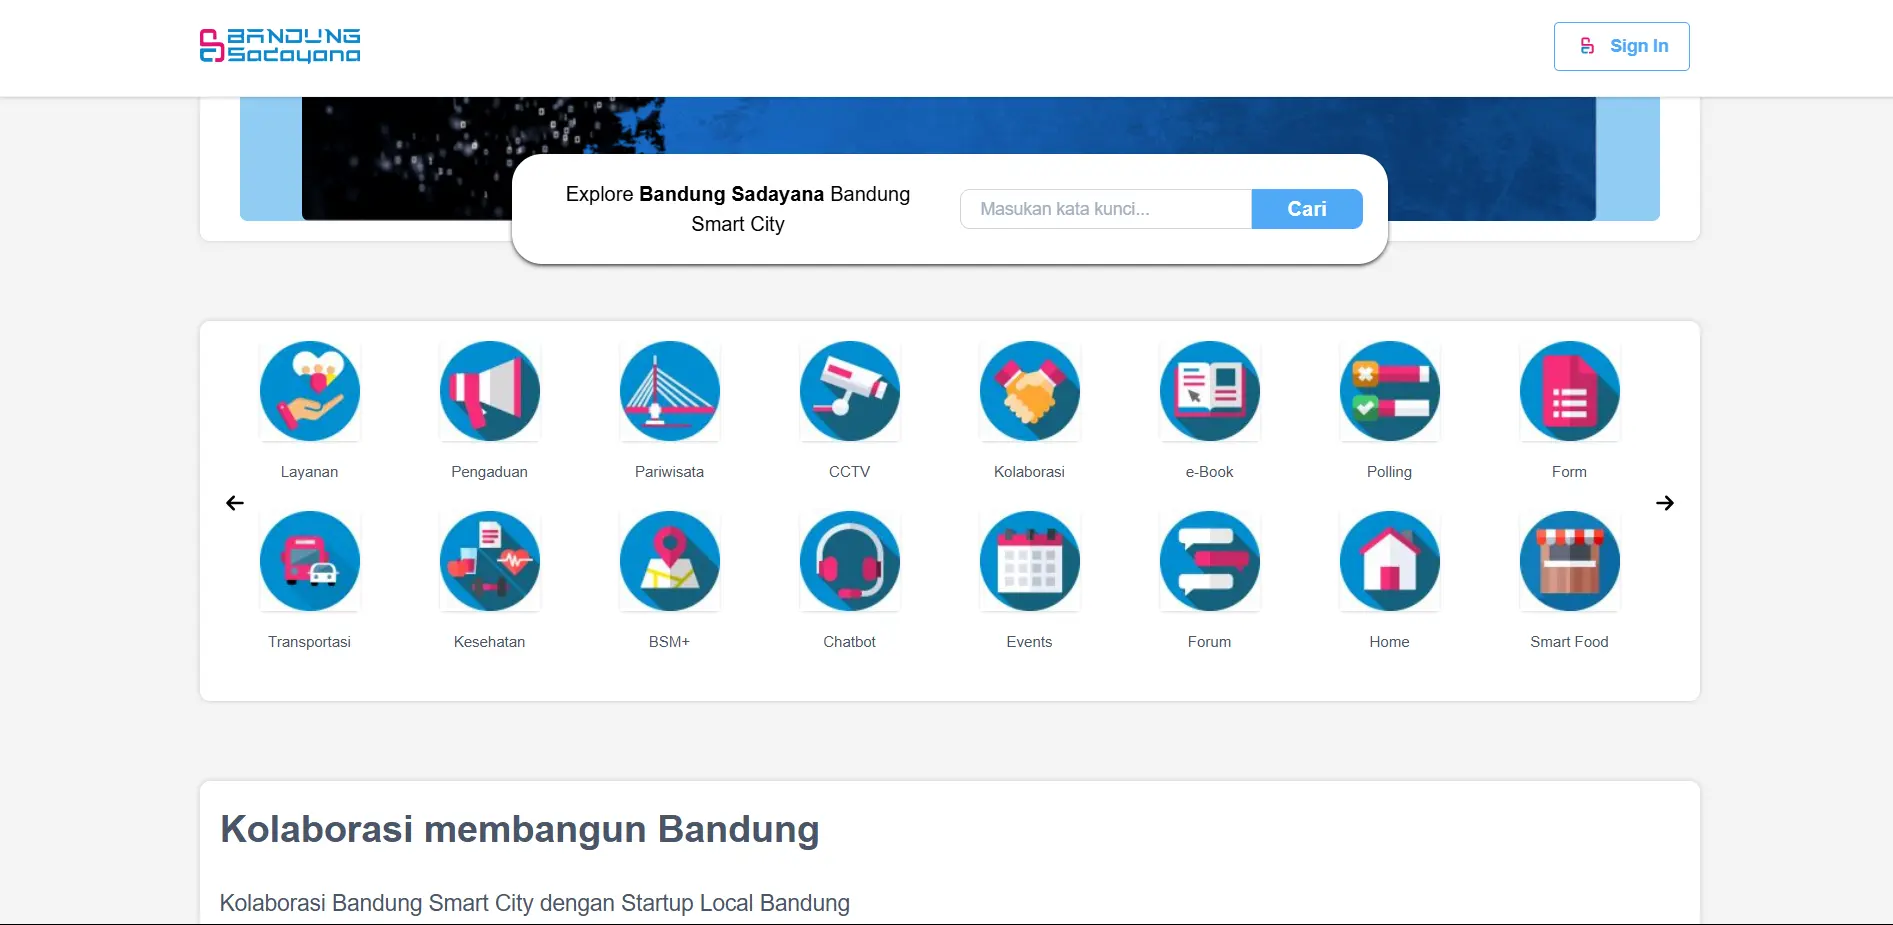 BANDUNG
Sadayana
Sign In
Explore Bandung Sadayana Bandung
Smart City
Masukan kata kunci...
Cari
Layanan
Pengaduan
Pariwisata
CCTV
Kolaborasi
e-Book
Polling
Form
Transportasi
Kesehatan
BSM+
Chatbot
Events
Forum
Home
Smart Food
Kolaborasi membangun Bandung
Kolaborasi Bandung Smart City dengan Startup Local Bandung